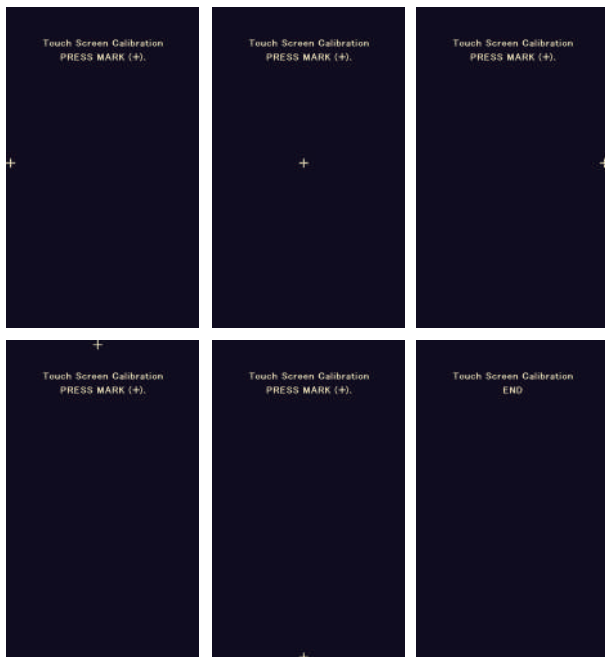 Touch Screen Calibration
PRESS MARK (+).
+
Touch Screen Calibration
PRESS MARK (+).
+
Touch Screen Calibration
PRESS MARK (+).
+
+
Touch Screen Calibration
PRESS MARK (+).
Touch Screen Calibration
PRESS MARK (+).
+
Touch Screen Calibration
END